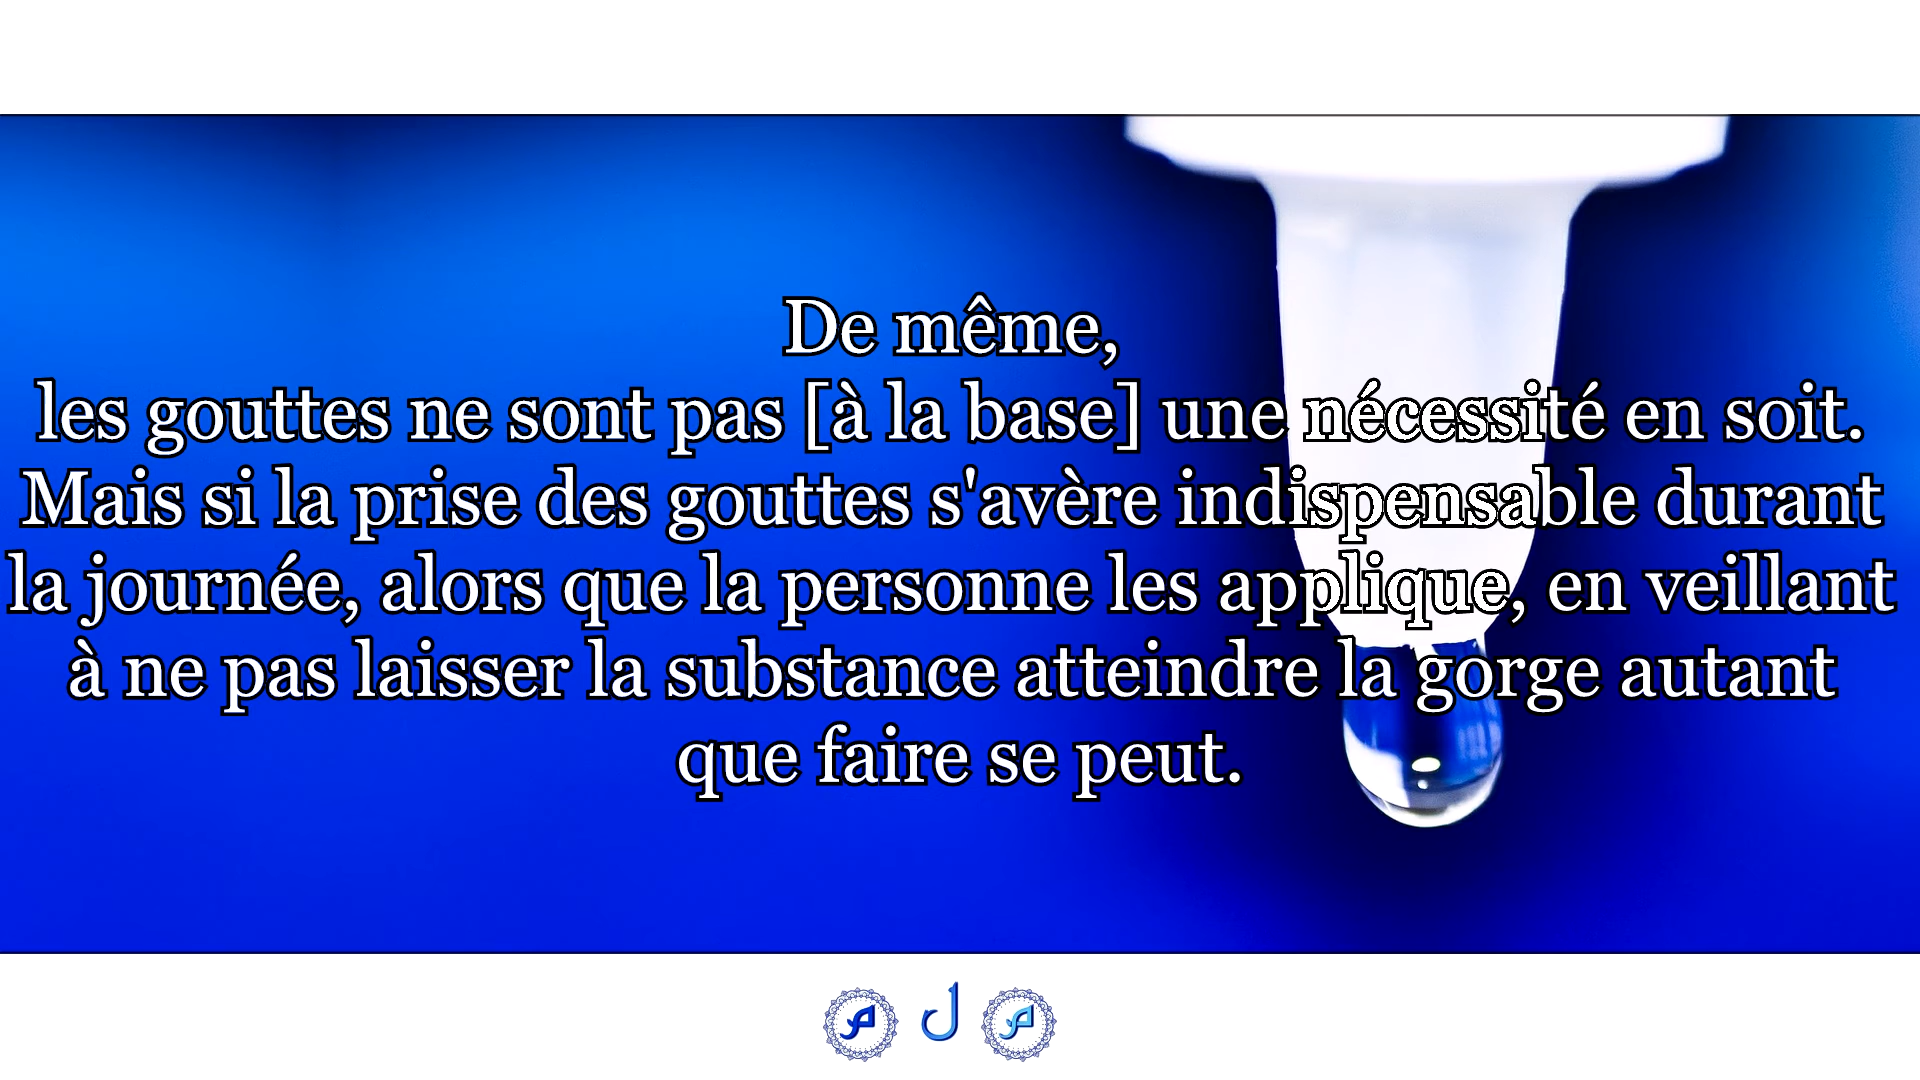 De même,
les gouttes ne sont pas [à la base] une nécessité en soit.
Mais si la prise des gouttes s'avère indispensable durant
la journée, alors que la personne les applique, en veillant
à ne pas laisser la substance atteindre la gorge autant
que faire se peut.
م ل م